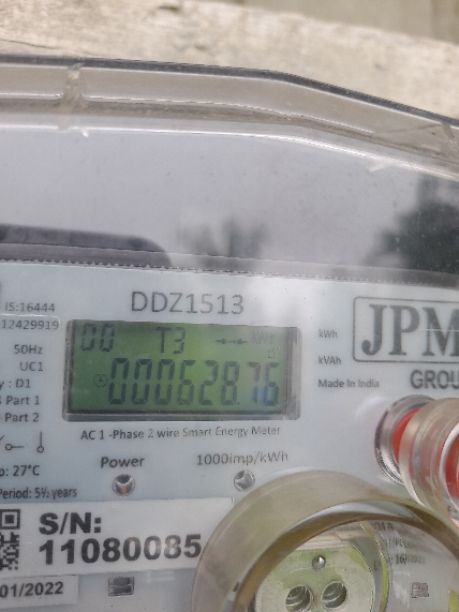 DDZ1513
IS:16444
12429919
50Hz
UC1
: D1
Part 1
Part 2
00 T3 kWh
000628.76
kWh
kVAh
Made In India
JPM
GROU
AC 1 -Phase 2 wire Smart Energy Meter
: 27°C
Period: 5½ years
Power
1000imp/kWh
S/N:
11080085
01/2022